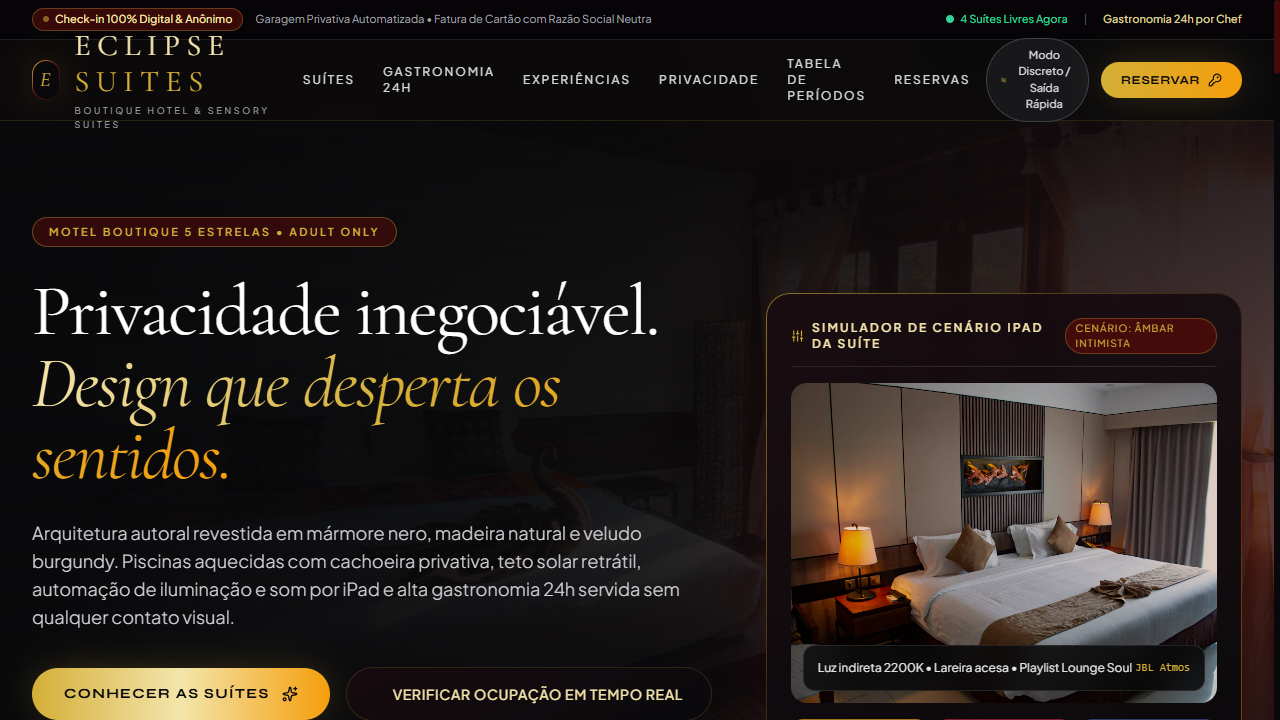 Check-in 100% Digital & Anônimo
Garagem Privativa Automatizada • Fatura de Cartão com Razão Social Neutra
4 Suítes Livres Agora | Gastronomia 24h por Chef
E
ECLIPSE
SUITES
BOUTIQUE HOTEL & SENSORY
SUITES
SUÍTES
GASTRONOMIA
24H
EXPERIÊNCIAS
PRIVACIDADE
TABELA
DE
PERÍODOS
RESERVAS
Modo
Discreto /
Saída
Rápida
RESERVAR
MOTEL BOUTIQUE 5 ESTRELAS • ADULT ONLY
Privacidade inegociável.
Design que desperta os
sentidos.
Arquitetura autoral revestida em mármore nero, madeira natural e veludo
burgundy. Piscinas aquecidas com cachoeira privativa, teto solar retrátil,
automação de iluminação e som por iPad e alta gastronomia 24h servida sem
qualquer contato visual.
CONHECER AS SUÍTES
VERIFICAR OCUPAÇÃO EM TEMPO REAL
SIMULADOR DE CENÁRIO IPAD
DA SUÍTE
CENÁRIO: ÂMBAR
INTIMISTA
Luz indireta 2200K • Lareira acesa • Playlist Lounge Soul
JBL Atmos